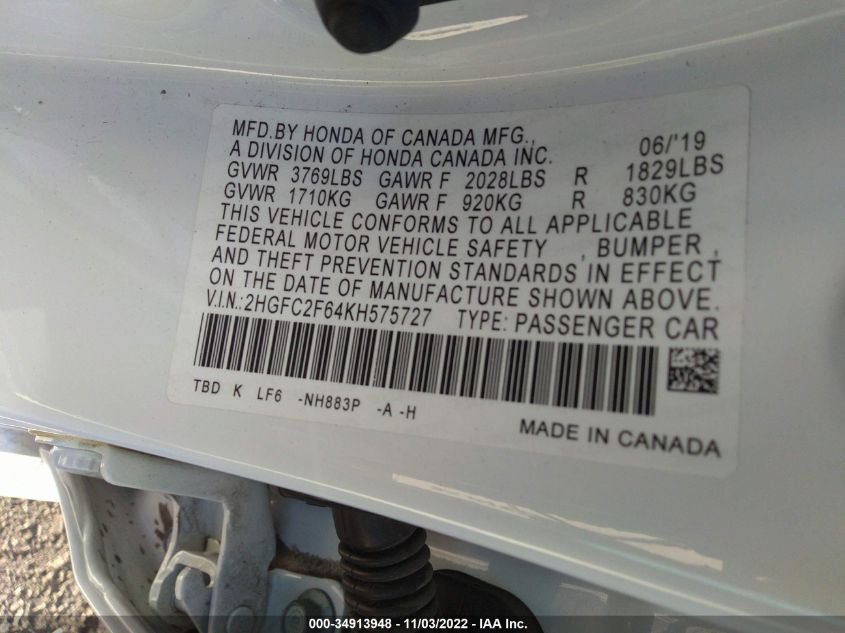 MFD.BY HONDA OF CANADA MFG., 06/'19
A DIVISION OF HONDA CANADA INC.
GVWR 3769LBS GAWR F 2028LBS R 1829LBS
GVWR 1710KG GAWR F 920KG R 830KG
THIS VEHICLE CONFORMS TO ALL APPLICABLE
FEDERAL MOTOR VEHICLE SAFETY , BUMPER ,
AND THEFT PREVENTION STANDARDS IN EFFECT
ON THE DATE OF MANUFACTURE SHOWN ABOVE.
V.I.N.:2HGFC2F64KH575727 TYPE: PASSENGER CAR
TBD K LF6 -NH883P -A -H
MADE IN CANADA
000-34913948 - 11/03/2022 - IAA Inc.